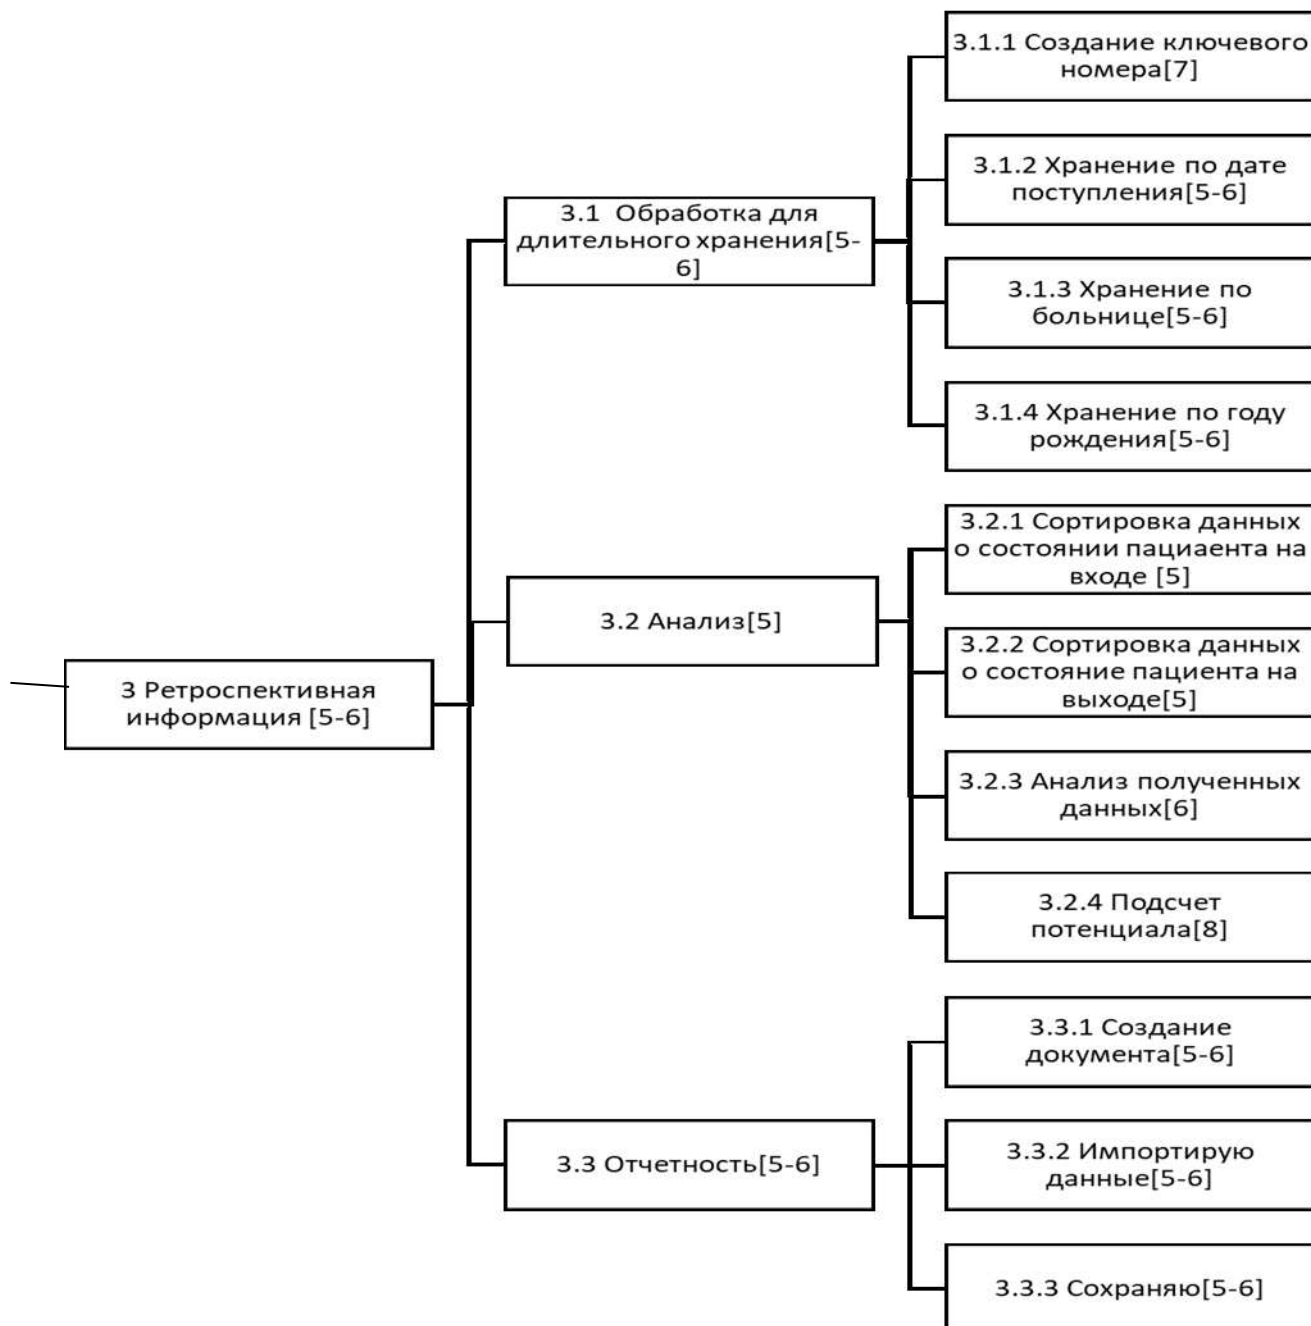 3.1.1 Создание ключевого
номера[7]
3.1.2 Хранение по дате
поступления[5-6]
3.1 Обработка для
длительного хранения[5-
6]
3.1.3 Хранение по
больнице[5-6]
3.1.4 Хранение по году
рождения[5-6]
3.2.1 Сортировка данных
о состоянии пациаента на
входе [5]
3.2 Анализ[5]
3.2.2 Сортировка данных
о состояние пациента на
выходе[5]
3 Ретроспективная
информация [5-6]
3.2.3 Анализ полученных
данных[6]
3.2.4 Подсчет
потенциала[8]
3.3.1 Создание
документа[5-6]
3.3 Отчетность[5-6]
3.3.2 Импортирую
данные[5-6]
3.3.3 Сохраняю[5-6]